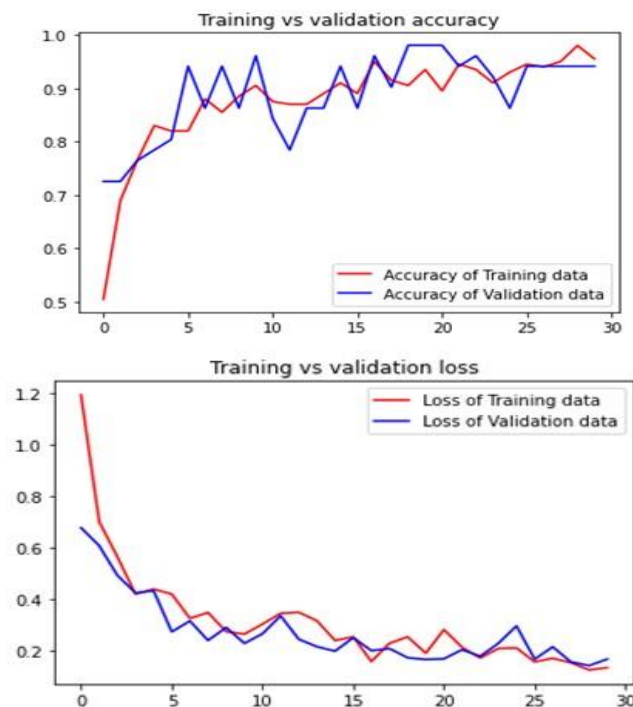 Training vs validation accuracy
1.0
0.9
0.8
0.7
0.6
0.5
Accuracy of Training data
Accuracy of Validation data
0 5 10 15 20 25 30
Training vs validation loss
1.2
1.0
0.8
0.6
0.4
0.2
Loss of Training data
Loss of Validation data
0 5 10 15 20 25 30